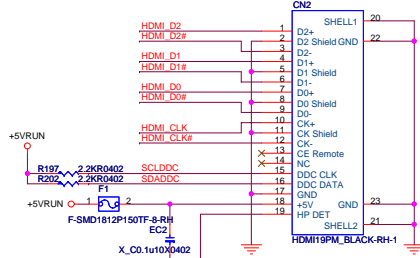 CN2
HDMI_D2 1 D2+ SHELL1 20
HDMI_D2# 2 D2 Shield GND 22
3 D2-
HDMI_D1 4 D1+
HDMI_D1# 5 D1 Shield
6 D1-
HDMI_D0 7 D0+
HDMI_D0# 8 D0 Shield
9 D0-
10 CK+
HDMI_CLK 11 CK Shield
HDMI_CLK# 12 CK-
+5VRUN 13 CE Remote
14 NC
R197 2.2KR0402 SCLDDC 15 DDC CLK
R202 2.2KR0402 SDADDC 16 DDC DATA
F1 17 GND
+5VRUN 1 2 18 +5V GND 23
F-SMD1812P150TF-8-RH 19 HP DET
EC2 SHELL2 21
X_C0.1u10X0402 HDMI19PM_BLACK-RH-1